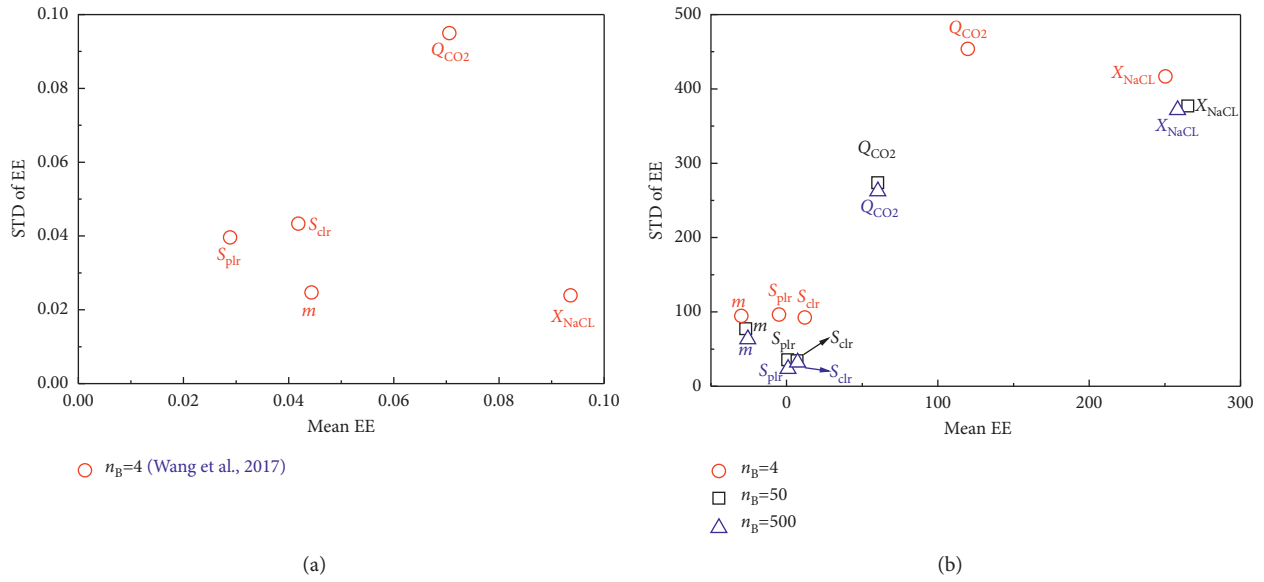 0.10
0.08
0.06
0.04
0.02
0.00
STD of EE
Q_CO2
S_clr
S_plr
m
X_NaCL
0.00 0.02 0.04 0.06 0.08 0.10
Mean EE
n_B=4 (Wang et al., 2017)
(a)
500
400
300
200
100
0
STD of EE
Q_CO2
X_NaCL
X_NaCL
X_NaCL
Q_CO2
Q_CO2
m
S_plr
S_clr
m
m
S_plr
S_clr
S_plr
S_clr
0 100 200 300
Mean EE
n_B=4
n_B=50
n_B=500
(b)